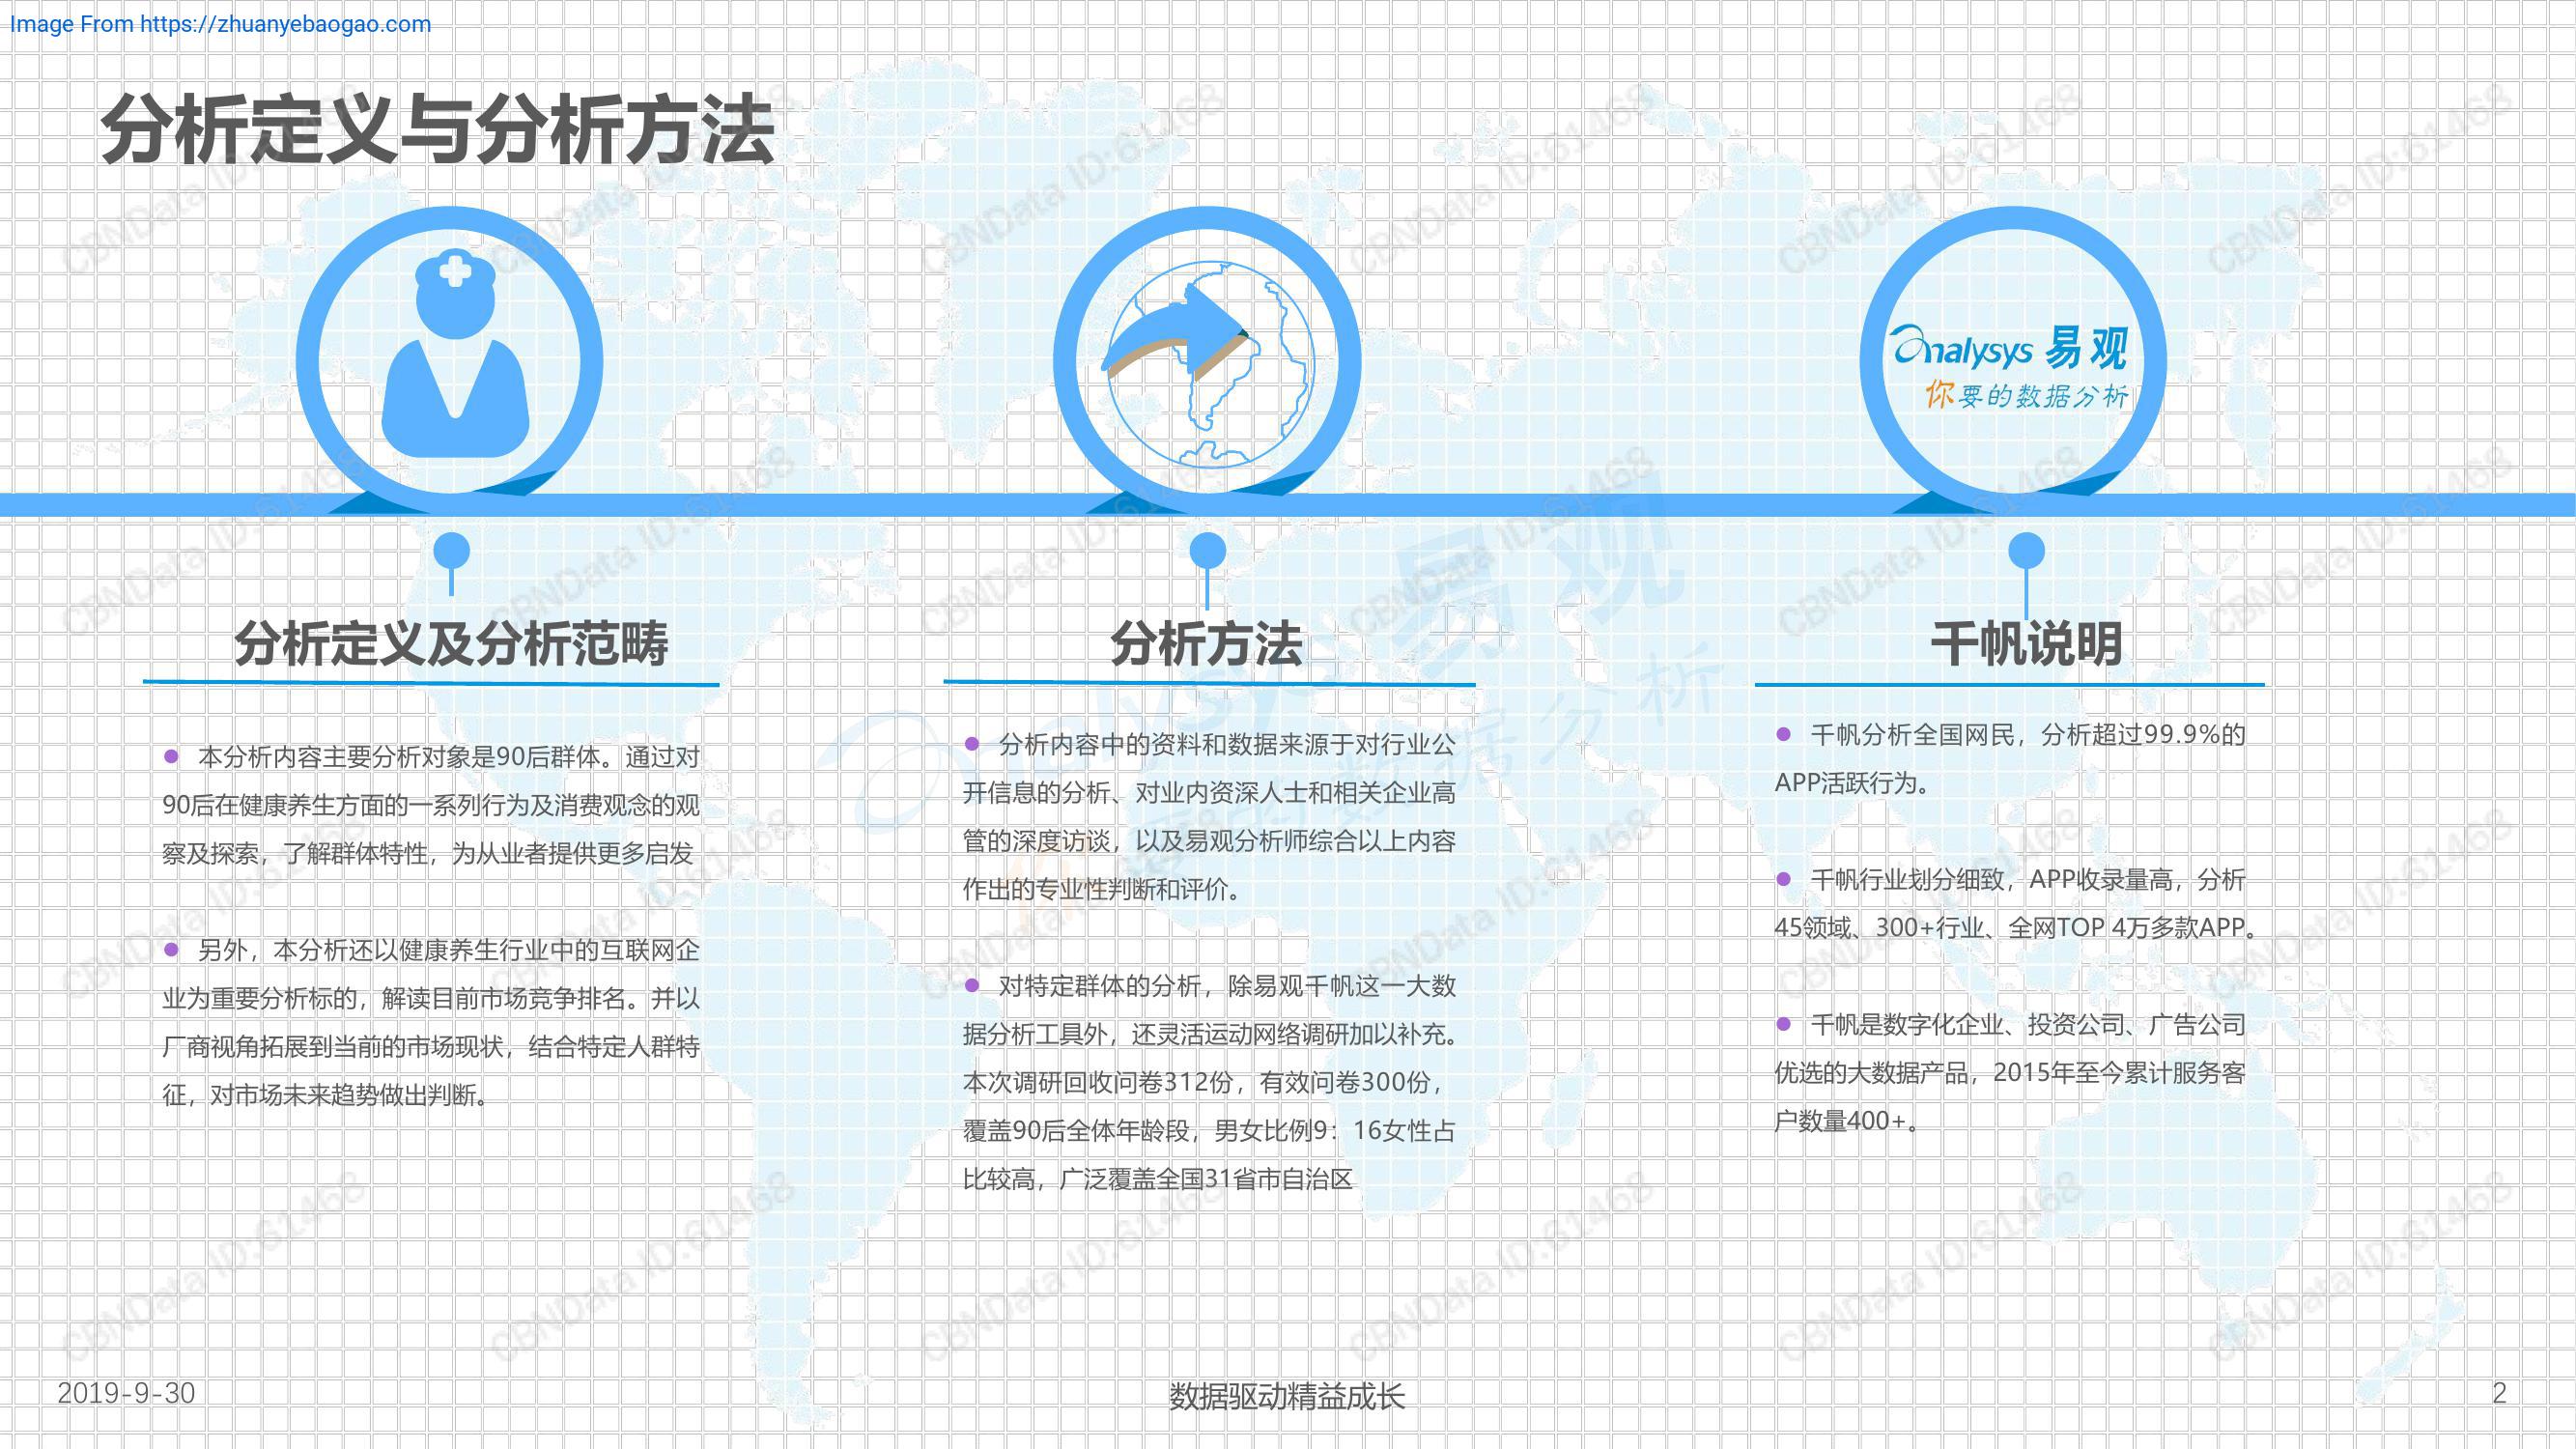 Image From https://zhuanyebaogao.com
分析定义与分析方法
analysys 易观
你要的数据分析
分析定义及分析范畴
● 本分析内容主要分析对象是90后群体。通过对
90后在健康养生方面的一系列行为及消费观念的观
察及探索，了解群体特性，为从业者提供更多启发
● 另外，本分析还以健康养生行业中的互联网企
业为重要分析标的，解读目前市场竞争排名。并以
厂商视角拓展到当前的市场现状，结合特定人群特
征，对市场未来趋势做出判断。
分析方法
● 分析内容中的资料和数据来源于对行业公
开信息的分析、对业内资深人士和相关企业高
管的深度访谈，以及易观分析师综合以上内容
作出的专业性判断和评价。
● 对特定群体的分析，除易观千帆这一大数
据分析工具外，还灵活运动网络调研加以补充。
本次调研回收问卷312份，有效问卷300份，
覆盖90后全体年龄段，男女比例9：16女性占
比较高，广泛覆盖全国31省市自治区
千帆说明
● 千帆分析全国网民，分析超过99.9%的
APP活跃行为。
● 千帆行业划分细致，APP收录量高，分析
45领域、300+行业、全网TOP 4万多款APP。
● 千帆是数字化企业、投资公司、广告公司
优选的大数据产品，2015年至今累计服务客
户数量400+。
CBNData ID:61468
2019-9-30
数据驱动精益成长
2